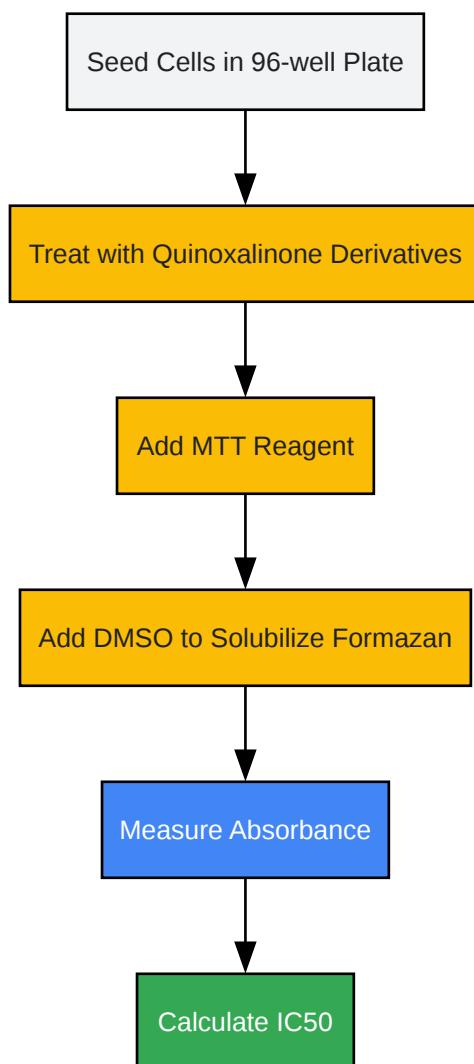 Seed Cells in 96-well Plate
Treat with Quinoxalinone Derivatives
Add MTT Reagent
Add DMSO to Solubilize Formazan
Measure Absorbance
Calculate IC50